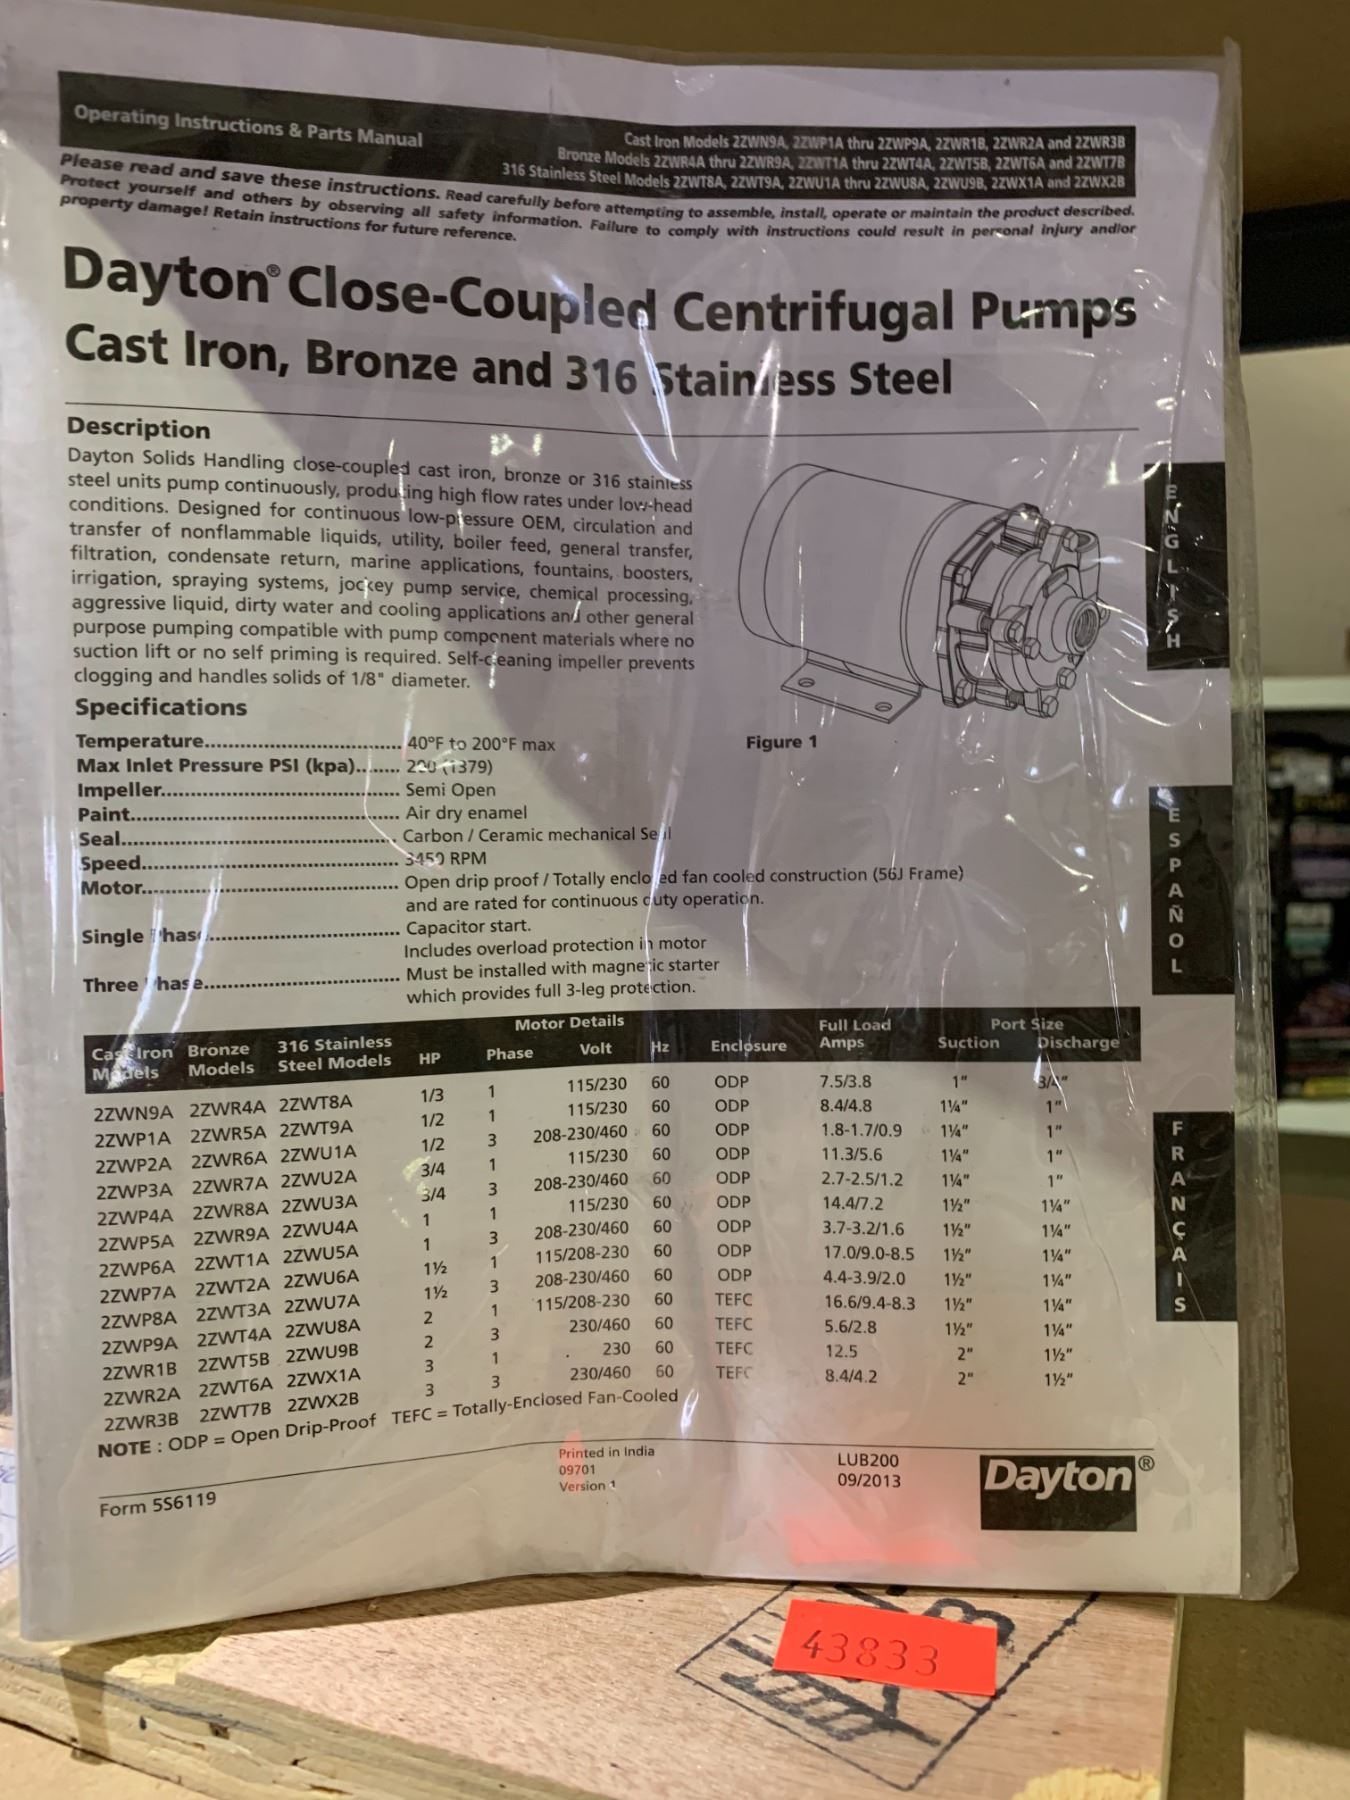 Operating Instructions & Parts Manual
Cast Iron Models 2ZWN9A, 2ZWP1A thru 2ZWP9A, 2ZWR1B, 2ZWR2A and 2ZWR3B
Bronze Models 2ZWR4A thru 2ZWR9A, 2ZWT1A thru 2ZWT4A, 2ZWT5B, 2ZWT6A and 2ZWT7B
316 Stainless Steel Models 2ZWT8A, 2ZWT9A, 2ZWU1A thru 2ZWU8A, 2ZWU9B, 2ZWX1A and 2ZWX2B
Please read and save these instructions. Read carefully before attempting to assemble, install, operate or maintain the product described.
Protect yourself and others by observing all safety information. Failure to comply with instructions could result in personal injury and/or
property damage! Retain instructions for future reference.
Dayton® Close-Coupled Centrifugal Pumps
Cast Iron, Bronze and 316 Stainless Steel
Description
Dayton Solids Handling close-coupled cast iron, bronze or 316 stainless
steel units pump continuously, producing high flow rates under low-head
conditions. Designed for continuous low-pressure OEM, circulation and
transfer of nonflammable liquids, utility, boiler feed, general transfer,
filtration, condensate return, marine applications, fountains, boosters,
irrigation, spraying systems, jockey pump service, chemical processing,
aggressive liquid, dirty water and cooling applications and other general
purpose pumping compatible with pump component materials where no
suction lift or no self priming is required. Self-cleaning impeller prevents
clogging and handles solids of 1/8" diameter.
Figure 1
Specifications
Temperature.................................. 40°F to 200°F max
Max Inlet Pressure PSI (kpa)........ 200 (1379)
Impeller......................................... Semi Open
Paint.............................................. Air dry enamel
Seal............................................... Carbon / Ceramic mechanical Seal
Speed............................................ 3450 RPM
Motor............................................ Open drip proof / Totally enclosed fan cooled construction (56J Frame)
and are rated for continuous duty operation.
Single Phase................................. Capacitor start.
Includes overload protection in motor
Three Phase.................................. Must be installed with magnetic starter
which provides full 3-leg protection.
Motor Details Full Load Port Size
Cast Iron Models Bronze Models 316 Stainless Steel Models HP Phase Volt Hz Enclosure Amps Suction Discharge
2ZWN9A 2ZWR4A 2ZWT8A 1/3 1 115/230 60 ODP 7.5/3.8 1" 3/4"
2ZWP1A 2ZWR5A 2ZWT9A 1/2 1 115/230 60 ODP 8.4/4.8 1¼" 1"
2ZWP2A 2ZWR6A 2ZWU1A 1/2 3 208-230/460 60 ODP 1.8-1.7/0.9 1¼" 1"
2ZWP3A 2ZWR7A 2ZWU2A 3/4 1 115/230 60 ODP 11.3/5.6 1¼" 1"
2ZWP4A 2ZWR8A 2ZWU3A 3/4 3 208-230/460 60 ODP 2.7-2.5/1.2 1¼" 1"
2ZWP5A 2ZWR9A 2ZWU4A 1 1 115/230 60 ODP 14.4/7.2 1½" 1¼"
2ZWP6A 2ZWT1A 2ZWU5A 1 3 208-230/460 60 ODP 3.7-3.2/1.6 1½" 1¼"
2ZWP7A 2ZWT2A 2ZWU6A 1½ 1 115/208-230 60 ODP 17.0/9.0-8.5 1½" 1¼"
2ZWP8A 2ZWT3A 2ZWU7A 1½ 3 208-230/460 60 ODP 4.4-3.9/2.0 1½" 1¼"
2ZWP9A 2ZWT4A 2ZWU8A 2 1 115/208-230 60 TEFC 16.6/9.4-8.3 1½" 1¼"
2ZWR1B 2ZWT5B 2ZWU9B 2 3 230/460 60 TEFC 5.6/2.8 1½" 1¼"
2ZWR2A 2ZWT6A 2ZWX1A 3 1 230 60 TEFC 12.5 2" 1½"
2ZWR3B 2ZWT7B 2ZWX2B 3 3 230/460 60 TEFC 8.4/4.2 2" 1½"
NOTE : ODP = Open Drip-Proof TEFC = Totally-Enclosed Fan-Cooled
Form 5S6119
Printed in India
09701
Version 1
LUB200
09/2013
Dayton®
ENGLISH
ESPAÑOL
FRANÇAIS
43833